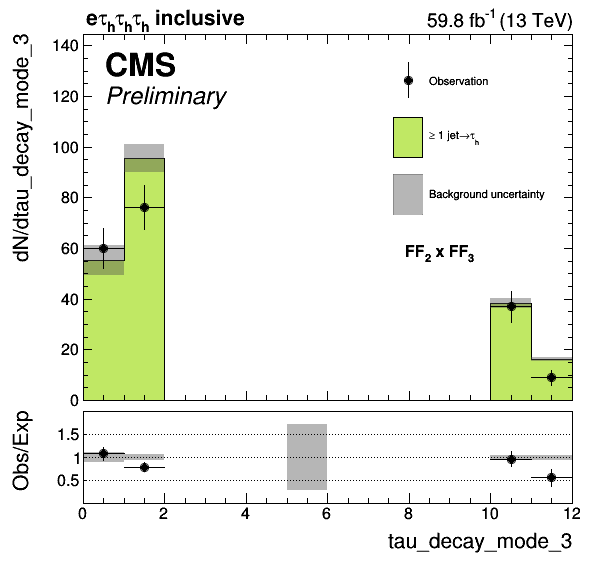 eτhτhτh inclusive
59.8 fb-1 (13 TeV)
dN/dtau_decay_mode_3
140
120
100
80
60
40
20
0
CMS
Preliminary
Observation
≥ 1 jet→τh
Background uncertainty
FF2 x FF3
Obs/Exp
1.5
1
0.5
0 2 4 6 8 10 12
tau_decay_mode_3